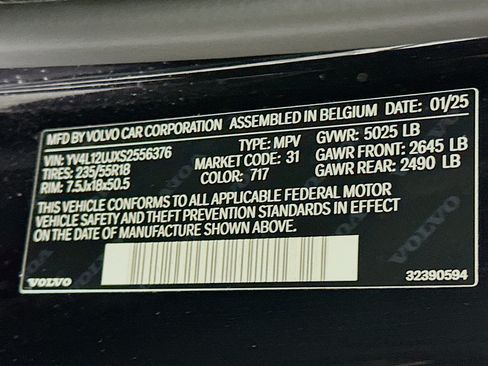 MFD BY VOLVO CAR CORPORATION ASSEMBLED IN BELGIUM DATE: 01/25
VIN: YV4L12UJXS2556376 TYPE: MPV GVWR: 5025 LB
TIRES: 235/55R18 MARKET CODE: 31 GAWR FRONT: 2645 LB
RIM: 7.5Jx18x50.5 COLOR: 717 GAWR REAR: 2490 LB
THIS VEHICLE CONFORMS TO ALL APPLICABLE FEDERAL MOTOR
VEHICLE SAFETY AND THEFT PREVENTION STANDARDS IN EFFECT
ON THE DATE OF MANUFACTURE SHOWN ABOVE.
VOLVO 32390594